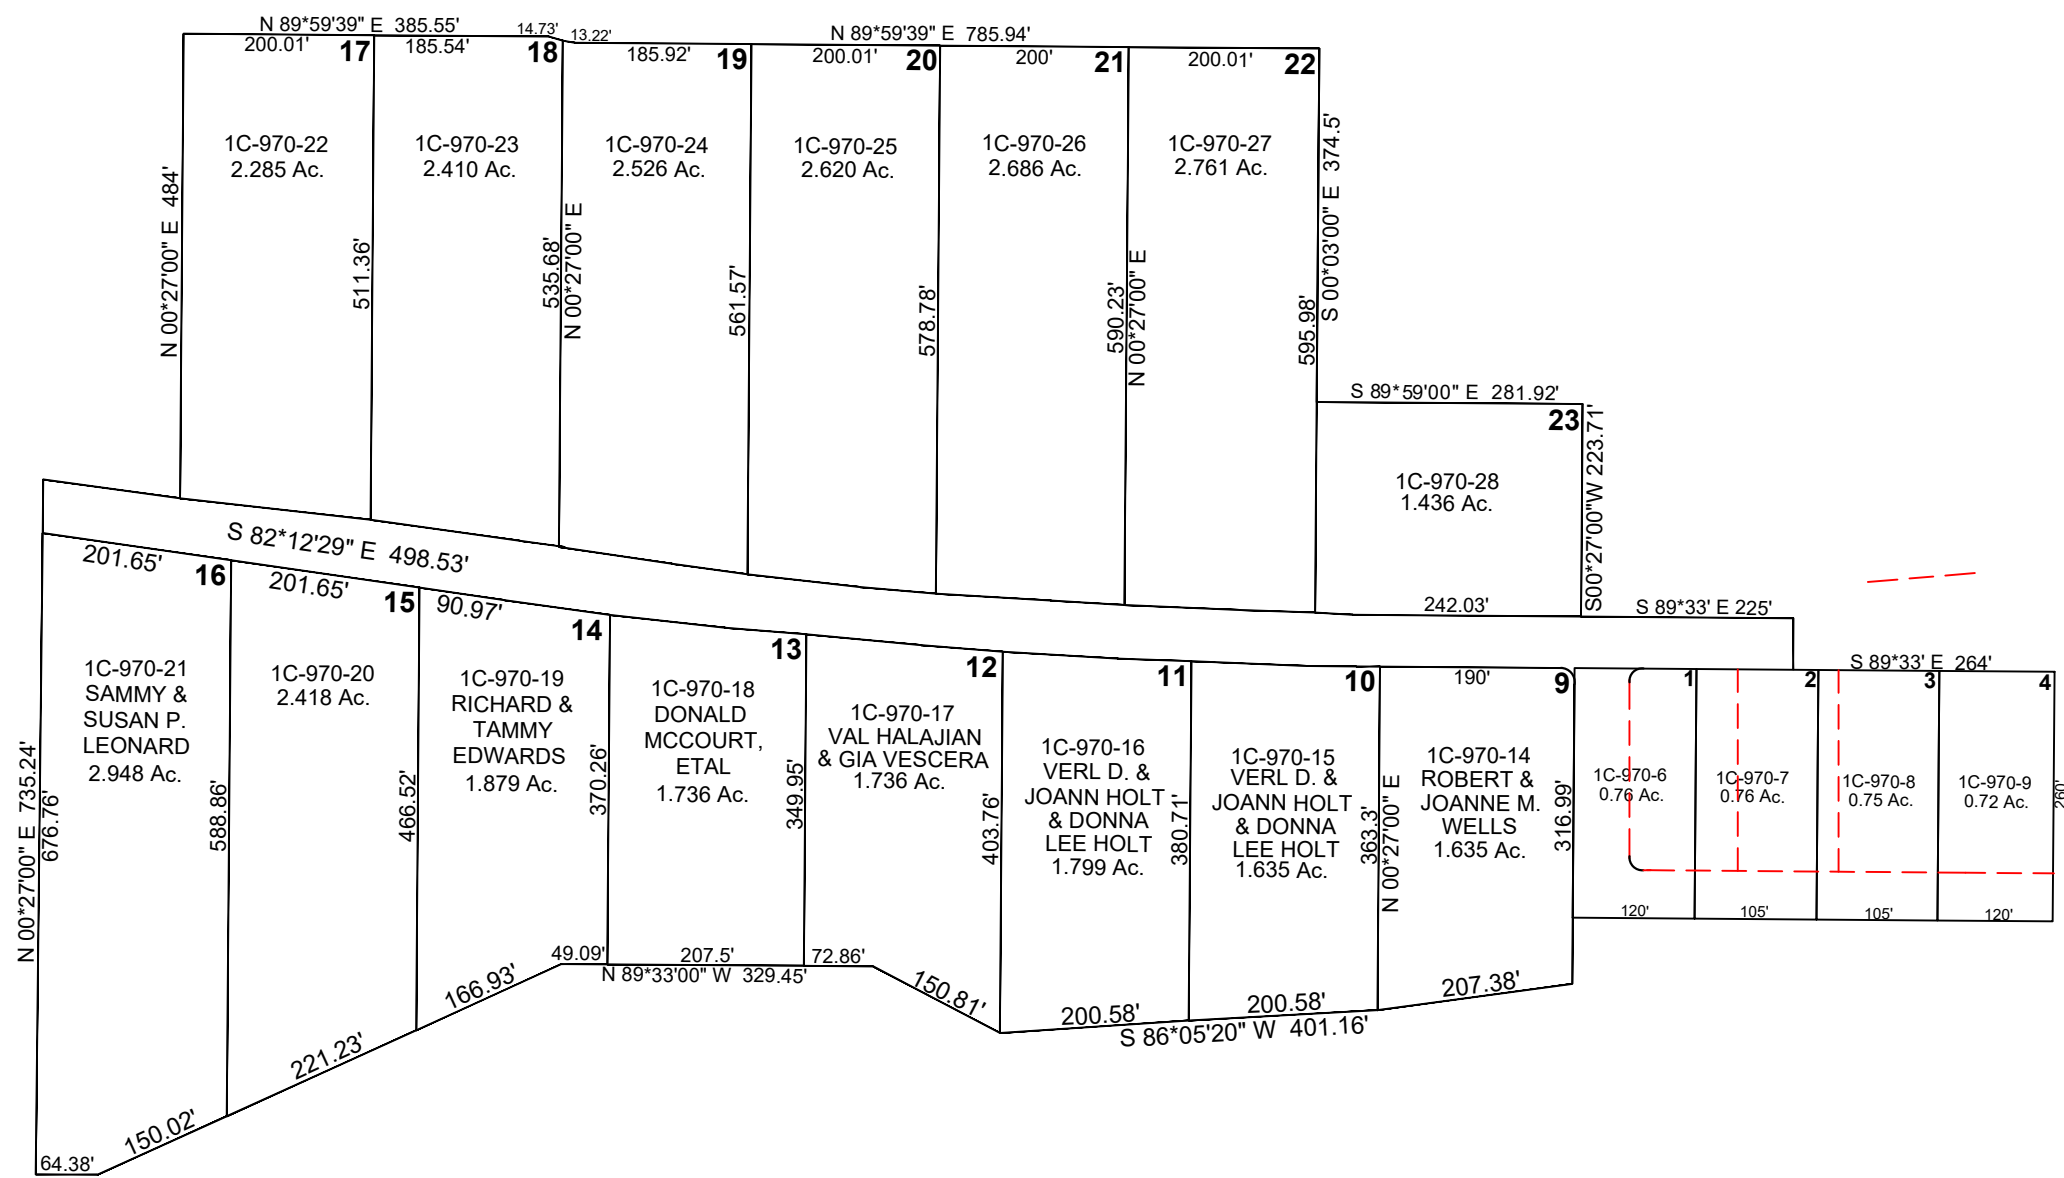 N 89*59'39" E 385.55'
14.73'
13.22'
N 89*59'39" E 785.94'
200.01'
17
185.54'
18
185.92'
19
200.01'
20
200'
21
200.01'
22
1C-970-22
2.285 Ac.
1C-970-23
2.410 Ac.
1C-970-24
2.526 Ac.
1C-970-25
2.620 Ac.
1C-970-26
2.686 Ac.
1C-970-27
2.761 Ac.
N 00*27'00" E 484'
511.36'
535.68'
N 00*27'00" E
561.57'
578.78'
590.23'
N 00*27'00" E
595.98'
S 00*03'00" E 374.5'
S 89*59'00" E 281.92'
23
1C-970-28
1.436 Ac.
S00*27'00"W 223.71'
242.03'
S 89*33' E 225'
S 82*12'29" E 498.53'
201.65'
16
201.65'
15
90.97'
14
13
12
11
10
190'
9
1
2
S 89*33' E 264'
3
4
1C-970-21
SAMMY &
SUSAN P.
LEONARD
2.948 Ac.
1C-970-20
2.418 Ac.
1C-970-19
RICHARD &
TAMMY
EDWARDS
1.879 Ac.
1C-970-18
DONALD
MCCOURT,
ETAL
1.736 Ac.
1C-970-17
VAL HALAJIAN
& GIA VESCERA
1.736 Ac.
1C-970-16
VERL D. &
JOANN HOLT
& DONNA
LEE HOLT
1.799 Ac.
1C-970-15
VERL D. &
JOANN HOLT
& DONNA
LEE HOLT
1.635 Ac.
1C-970-14
ROBERT &
JOANNE M.
WELLS
1.635 Ac.
1C-970-6
0.76 Ac.
1C-970-7
0.76 Ac.
1C-970-8
0.75 Ac.
1C-970-9
0.72 Ac.
N 00*27'00" E 735.24'
676.76'
588.86'
466.52'
370.26'
349.95'
403.76'
380.71'
363.3'
N 00*27'00" E
316.99'
260'
120'
105'
105'
120'
49.09'
207.5'
72.86'
N 89*33'00" W 329.45'
166.93'
150.81'
207.38'
200.58'
200.58'
S 86*05'20" W 401.16'
221.23'
150.02'
64.38'